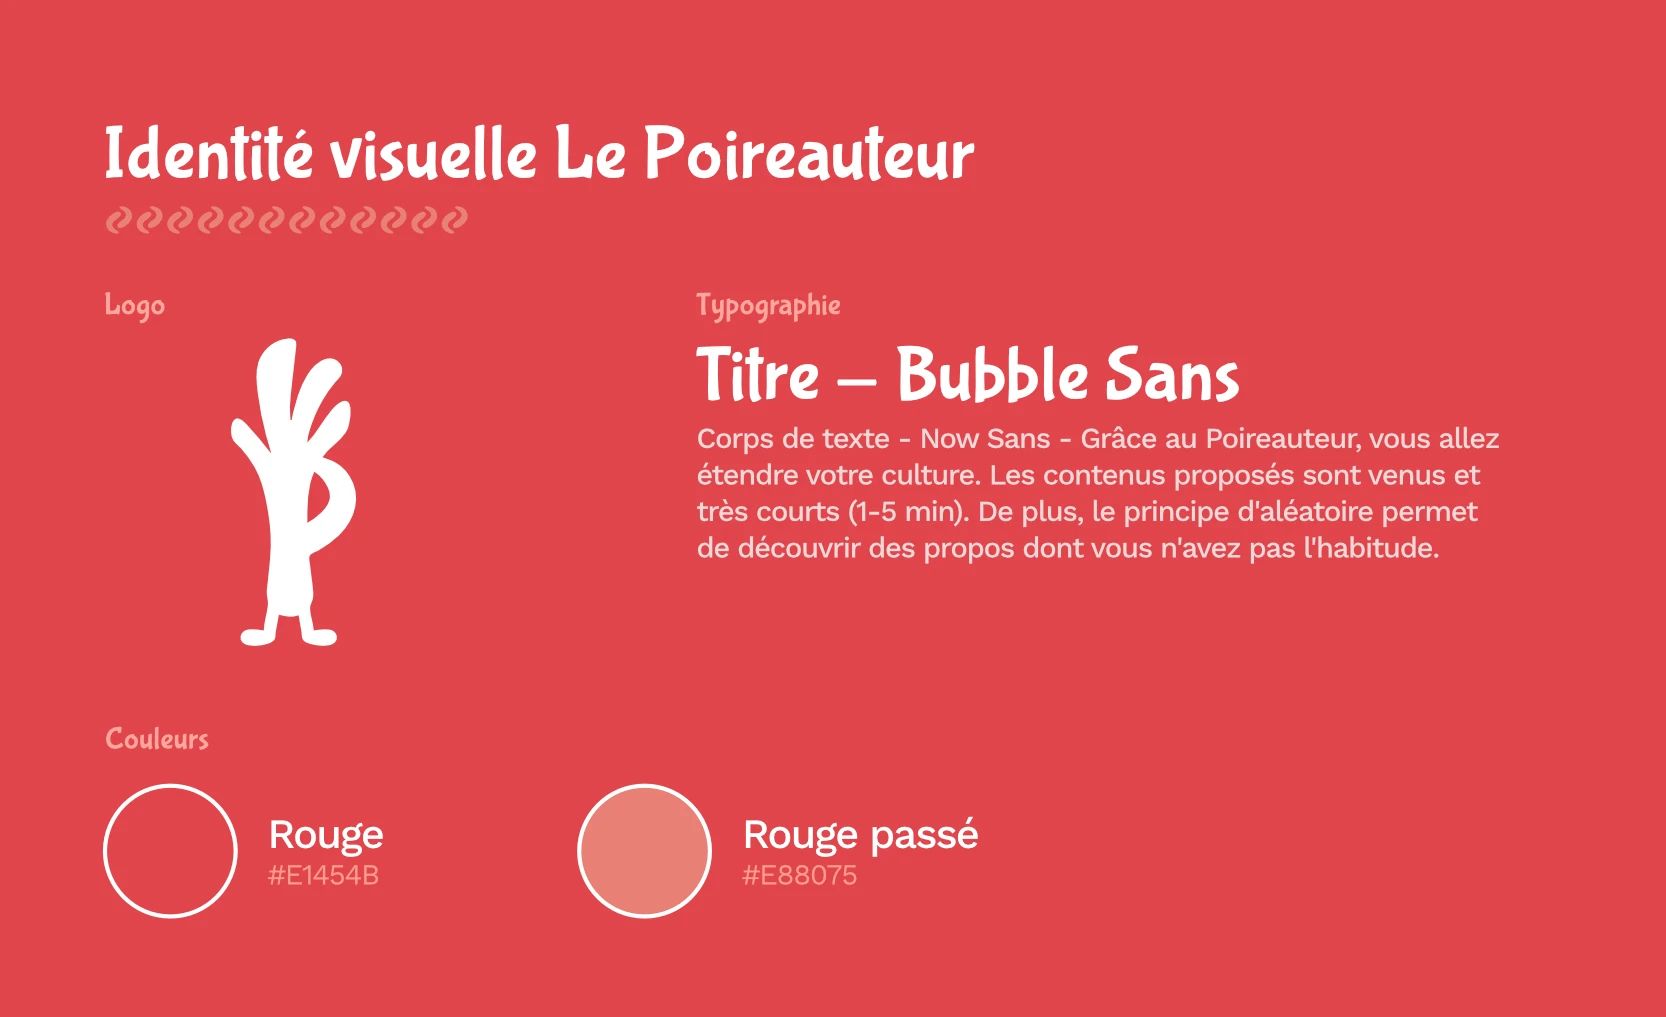 Identité visuelle Le Poireauteur
Logo
Typographie
Titre – Bubble Sans
Corps de texte - Now Sans - Grâce au Poireauteur, vous allez
étendre votre culture. Les contenus proposés sont venus et
très courts (1-5 min). De plus, le principe d'aléatoire permet
de découvrir des propos dont vous n'avez pas l'habitude.
Couleurs
Rouge
#E1454B
Rouge passé
#E88075